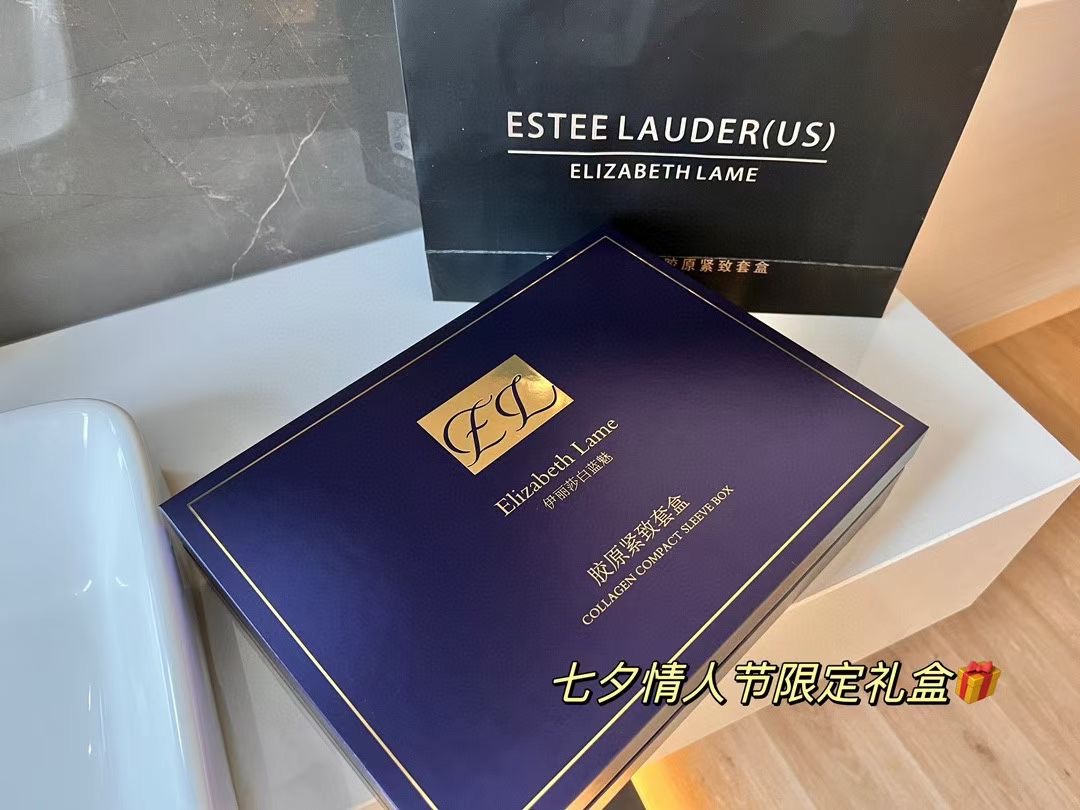 ESTEE LAUDER(US)
ELIZABETH LAME
胶原紧致套盒
EL
Elizabeth Lame
伊丽莎白蓝魅
胶原紧致套盒
COLLAGEN COMPACT SLEEVE BOX
七夕情人节限定礼盒🎁